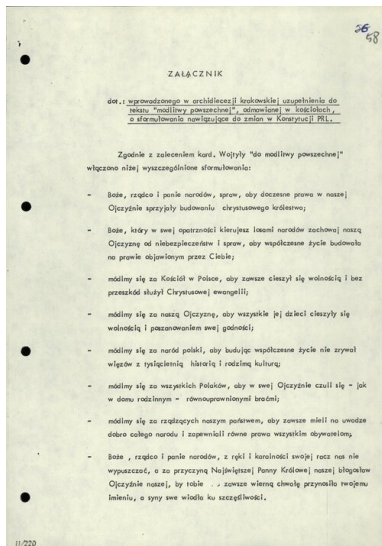 26
58
ZAŁĄCZNIK
dot.: wprowadzonego w archidiecezji krakowskiej uzupełnienia do
tekstu "modlitwy powszechnej", odmawianej w kościołach,
o sformułowania nawiązujące do zmian w Konstytucji PRL.
Zgodnie z zaleceniem kard. Wojtyły "do modlitwy powszechnej"
włączono niżej wyszczególnione sformułowania:
- Boże, rządco i panie narodów, spraw, aby doczesne prawa w naszej
Ojczyźnie sprzyjały budowaniu chrystusowego królestwa;
- Boże, który w swej opatrzności kierujesz losami narodów zachowaj naszą
Ojczyznę od niebezpieczeństw i spraw, aby współczesne życie budowała
na prawie objawionym przez Ciebie;
- módlmy się za Kościół w Polsce, aby zawsze cieszył się wolnością i bez
przeszkód służył Chrystusowej ewangelii;
- módlmy się za naszą Ojczyznę, aby wszystkie jej dzieci cieszyły się
wolnością i poszanowaniem swej godności;
- módlmy się za naród polski, aby budując współczesne życie nie zrywał
więzów z tysiącletnią historią i rodzimą kulturą;
- módlmy się za wszystkich Polaków, aby w swej Ojczyźnie czuli się - jak
w domu rodzinnym - równouprawnionymi braćmi;
- módlmy się za rządzących naszym państwem, aby zawsze mieli na uwadze
dobro całego narodu i zapewniali równe prawa wszystkim obywatelom;
- Boże, rządco i panie narodów, z ręki i karalności swojej racz nas nie
wypuszczać, a za przyczyną Najświętszej Panny Królowej naszej błogosław
Ojczyźnie naszej, by tobie zawsze wierną chwałę przynosiła twojemu
imieniu, a syny swe wiodła ku szczęśliwości.
11/220